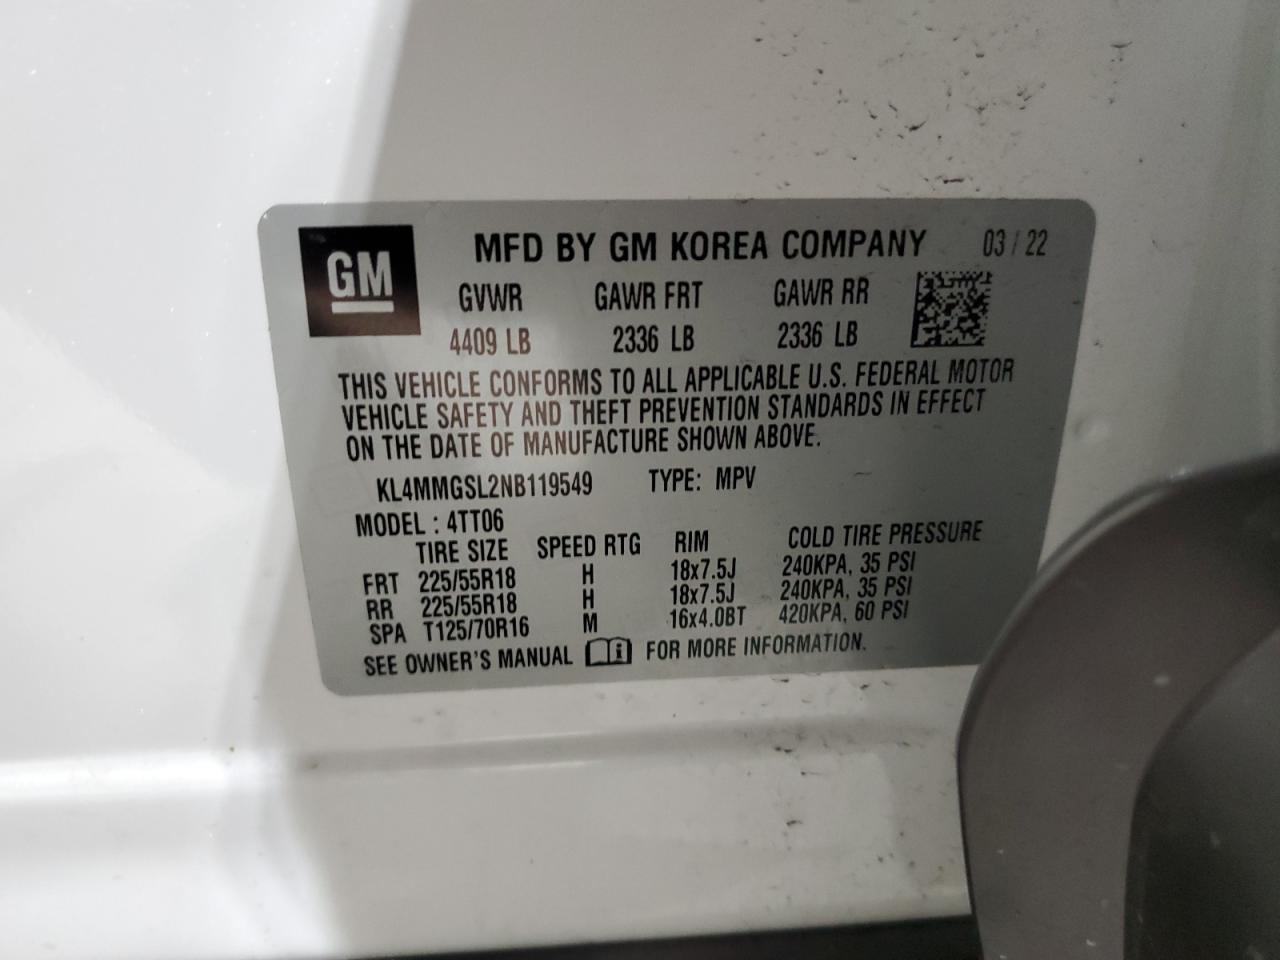 GM
MFD BY GM KOREA COMPANY 03 / 22
GVWR GAWR FRT GAWR RR
4409 LB 2336 LB 2336 LB
THIS VEHICLE CONFORMS TO ALL APPLICABLE U.S. FEDERAL MOTOR
VEHICLE SAFETY AND THEFT PREVENTION STANDARDS IN EFFECT
ON THE DATE OF MANUFACTURE SHOWN ABOVE.
KL4MMGSL2NB119549 TYPE: MPV
MODEL : 4TT06
TIRE SIZE SPEED RTG RIM COLD TIRE PRESSURE
FRT 225/55R18 H 18x7.5J 240KPA, 35 PSI
RR 225/55R18 H 18x7.5J 240KPA, 35 PSI
SPA T125/70R16 M 16x4.0BT 420KPA, 60 PSI
SEE OWNER'S MANUAL i FOR MORE INFORMATION.